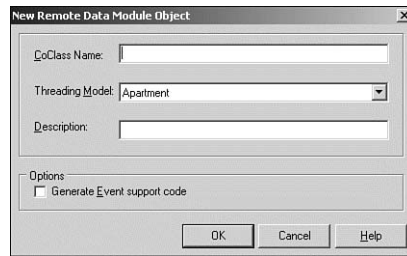 New Remote Data Module Object
CoClass Name:
Threading Model: Apartment
Description:
Options
Generate Event support code
OK Cancel Help